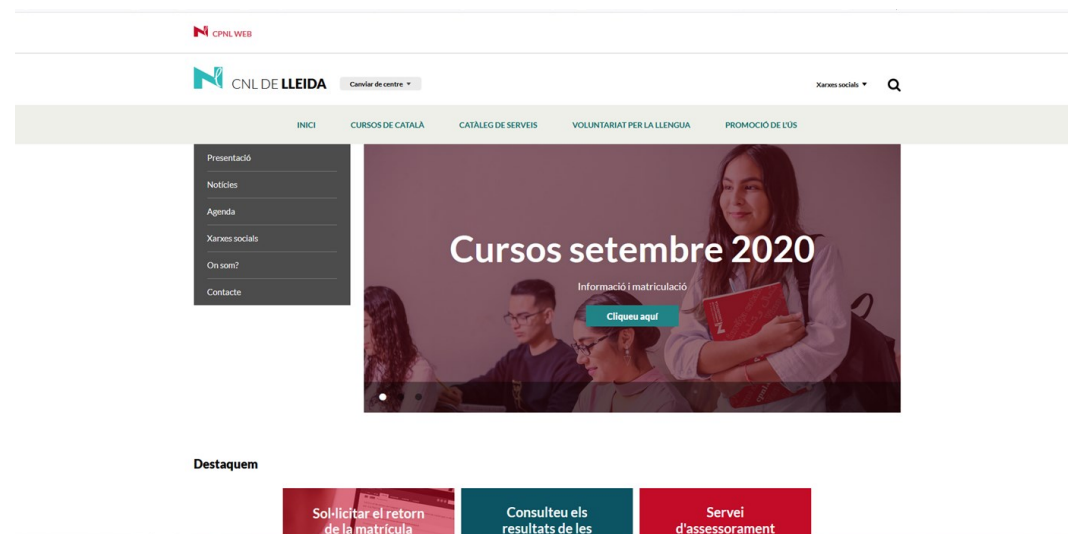 CPNL WEB
CNL DE LLEIDA
Canviar de centre
Xarxes socials
INICI
CURSOS DE CATALÀ
CATÀLEG DE SERVEIS
VOLUNTARIAT PER LA LLENGUA
PROMOCIÓ DE L'ÚS
Presentació
Notícies
Agenda
Xarxes socials
On som?
Contacte
Cursos setembre 2020
Informació i matriculació
Cliqueu aquí
Destaquem
Sol·licitar el retorn
de la matrícula
Consulteu els
resultats de les
Servei
d'assessorament